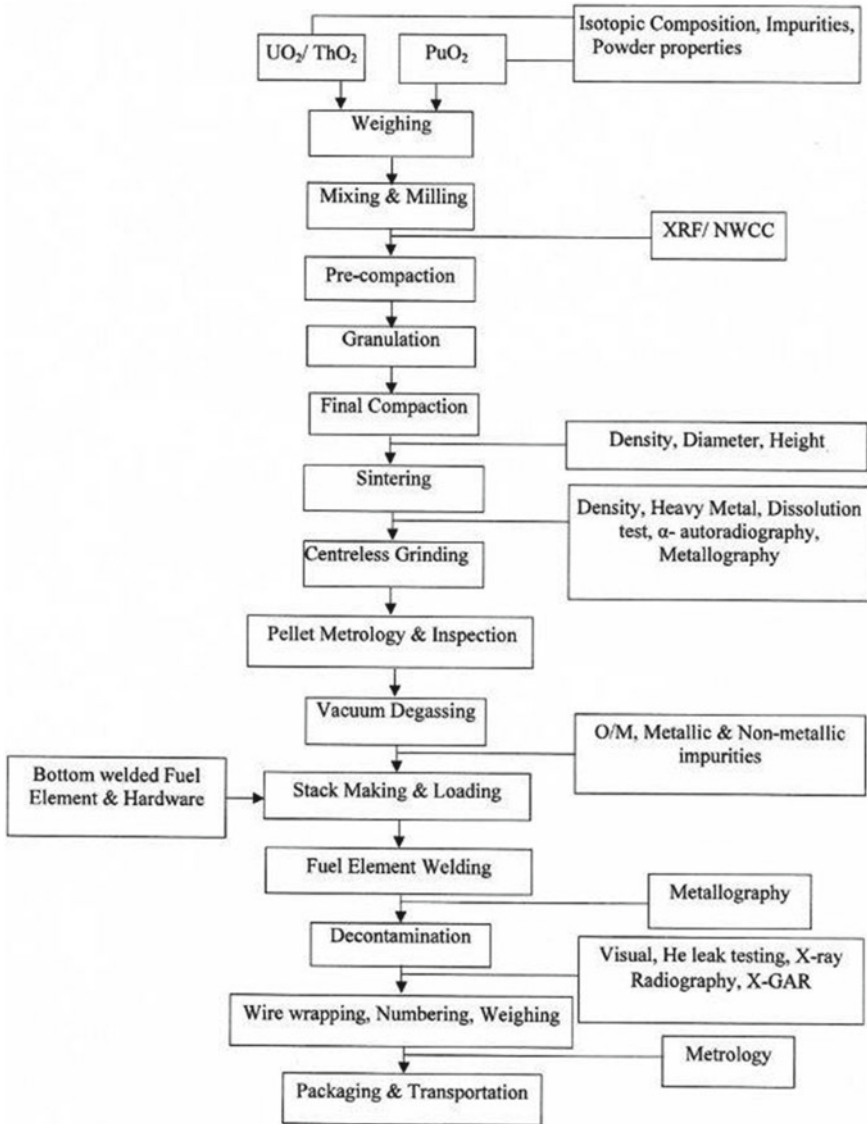 Isotopic Composition, Impurities,
Powder properties
UO₂/ ThO₂
PuO₂
Weighing
Mixing & Milling
XRF/ NWCC
Pre-compaction
Granulation
Final Compaction
Density, Diameter, Height
Sintering
Density, Heavy Metal, Dissolution
test, α- autoradiography,
Metallography
Centreless Grinding
Pellet Metrology & Inspection
Vacuum Degassing
O/M, Metallic & Non-metallic
impurities
Bottom welded Fuel
Element & Hardware
Stack Making & Loading
Fuel Element Welding
Metallography
Decontamination
Visual, He leak testing, X-ray
Radiography, X-GAR
Wire wrapping, Numbering, Weighing
Metrology
Packaging & Transportation